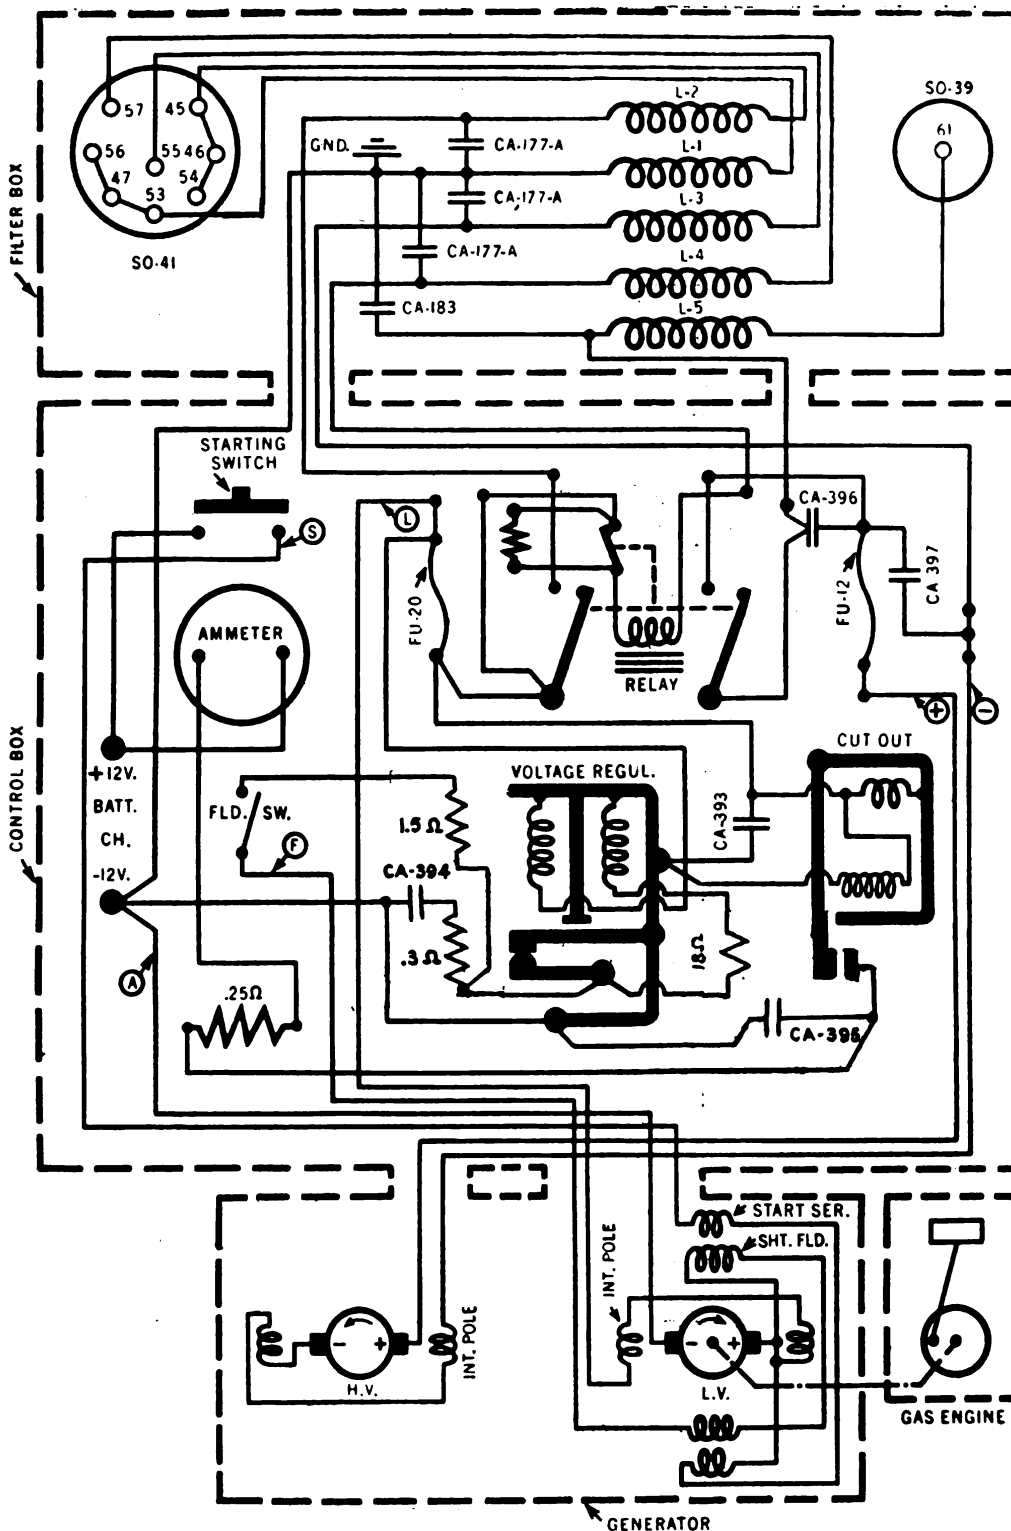 FILTER BOX
57
45
56
55
46
47
53
54
SO-41
GND.
CA-177-A
CA-177-A
CA-177-A
CA-183
L-2
L-1
L-3
L-4
L-5
SO-39
61
CONTROL BOX
STARTING
SWITCH
S
L
FU-20
RELAY
CA-396
FU-12
CA 397
+
-
AMMETER
+12V.
BATT.
CH.
-12V.
FLD. SW.
F
A
1.5 Ω
CA-394
.3 Ω
.25Ω
VOLTAGE REGUL.
CA-393
18Ω
CA-395
CUT OUT
START SER.
SHT. FLD.
INT. POLE
- +
H.V.
INT. POLE
- +
L.V.
GAS ENGINE
GENERATOR